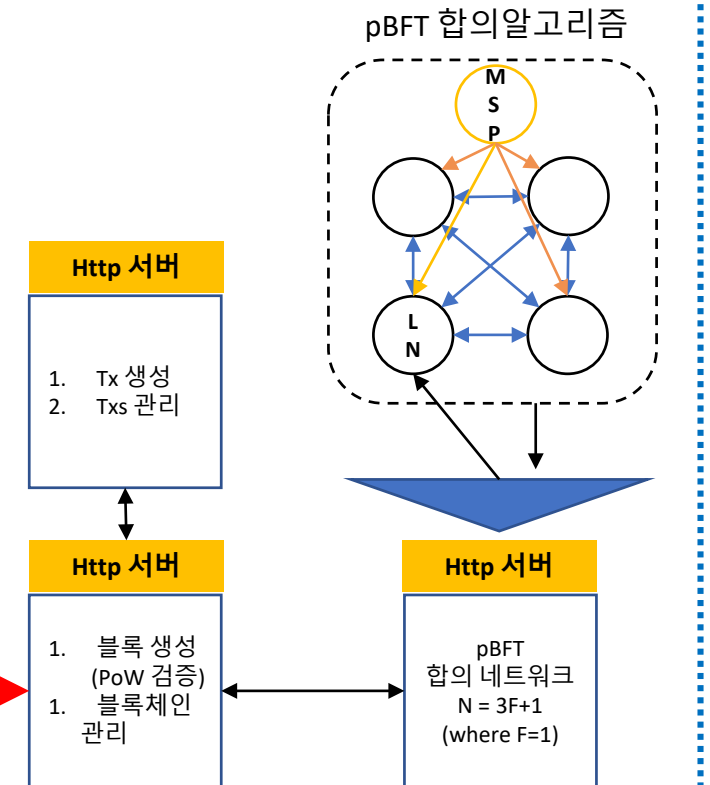 pBFT 합의알고리즘
M
S
P
L
N
Http 서버
1. Tx 생성
2. Txs 관리
Http 서버
1. 블록 생성
(PoW 검증)
1. 블록체인
관리
Http 서버
pBFT
합의 네트워크
N = 3F+1
(where F=1)